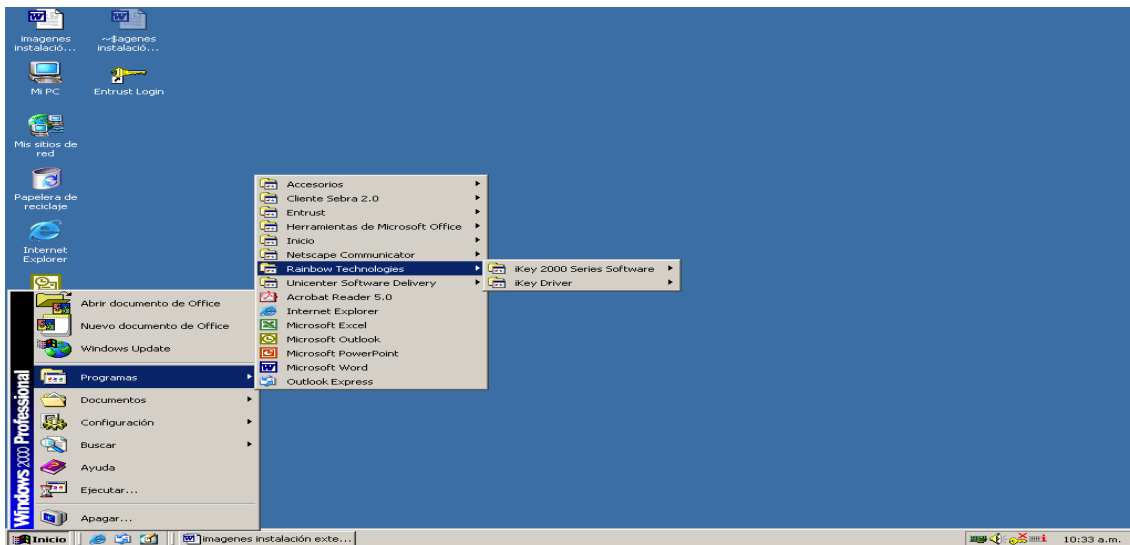 imagenes
instalació...
~$agenes
instalació...
Mi PC
Entrust Login
Mis sitios de
red
Papelera de
reciclaje
Internet
Explorer
Accesorios
Cliente Sebra 2.0
Entrust
Herramientas de Microsoft Office
Inicio
Netscape Communicator
Rainbow Technologies
Unicenter Software Delivery
Acrobat Reader 5.0
Internet Explorer
Microsoft Excel
Microsoft Outlook
Microsoft PowerPoint
Microsoft Word
Outlook Express
iKey 2000 Series Software
iKey Driver
Abrir documento de Office
Nuevo documento de Office
Windows Update
Programas
Documentos
Configuración
Buscar
Ayuda
Ejecutar...
Apagar...
Windows 2000 Professional
Inicio
imagenes instalación exte...
10:33 a.m.